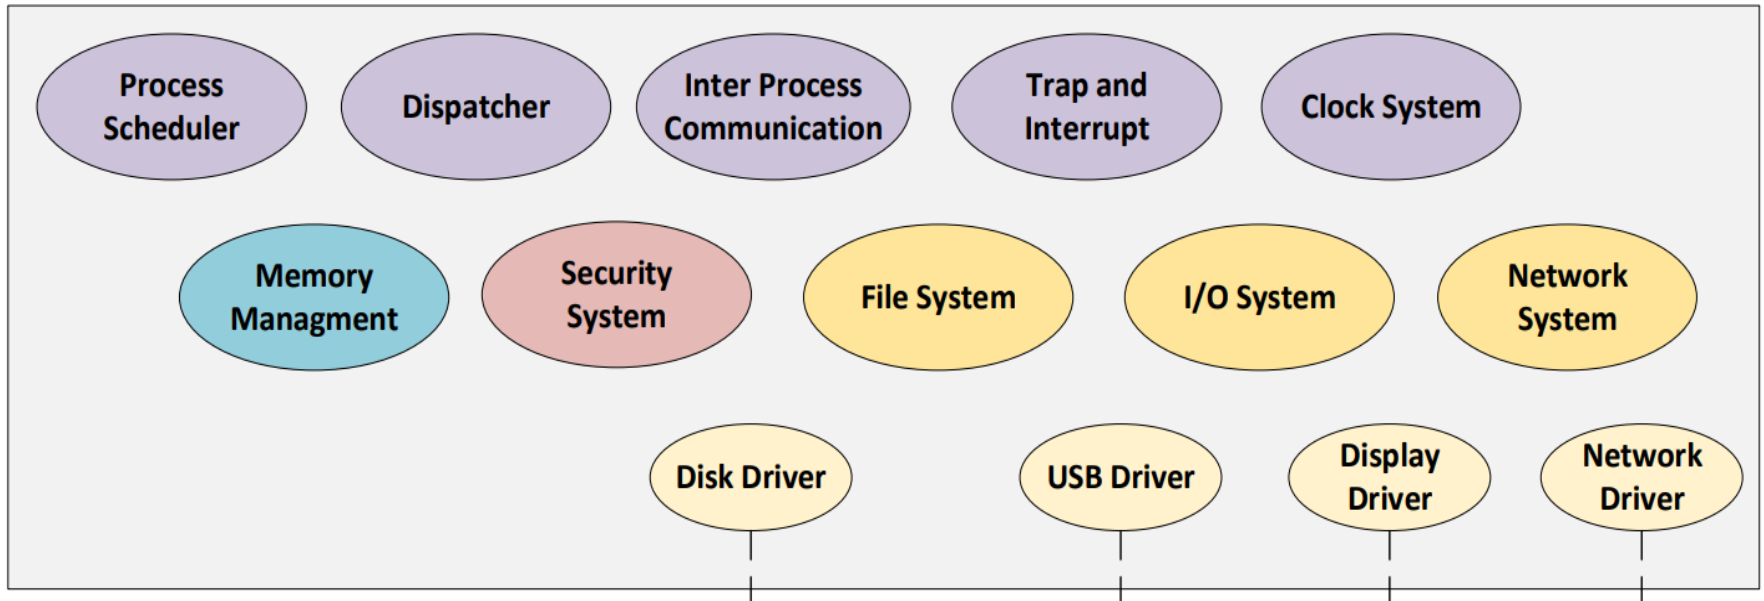 Process
Scheduler
Dispatcher
Inter Process
Communication
Trap and
Interrupt
Clock System
Memory
Managment
Security
System
File System
I/O System
Network
System
Disk Driver
USB Driver
Display
Driver
Network
Driver